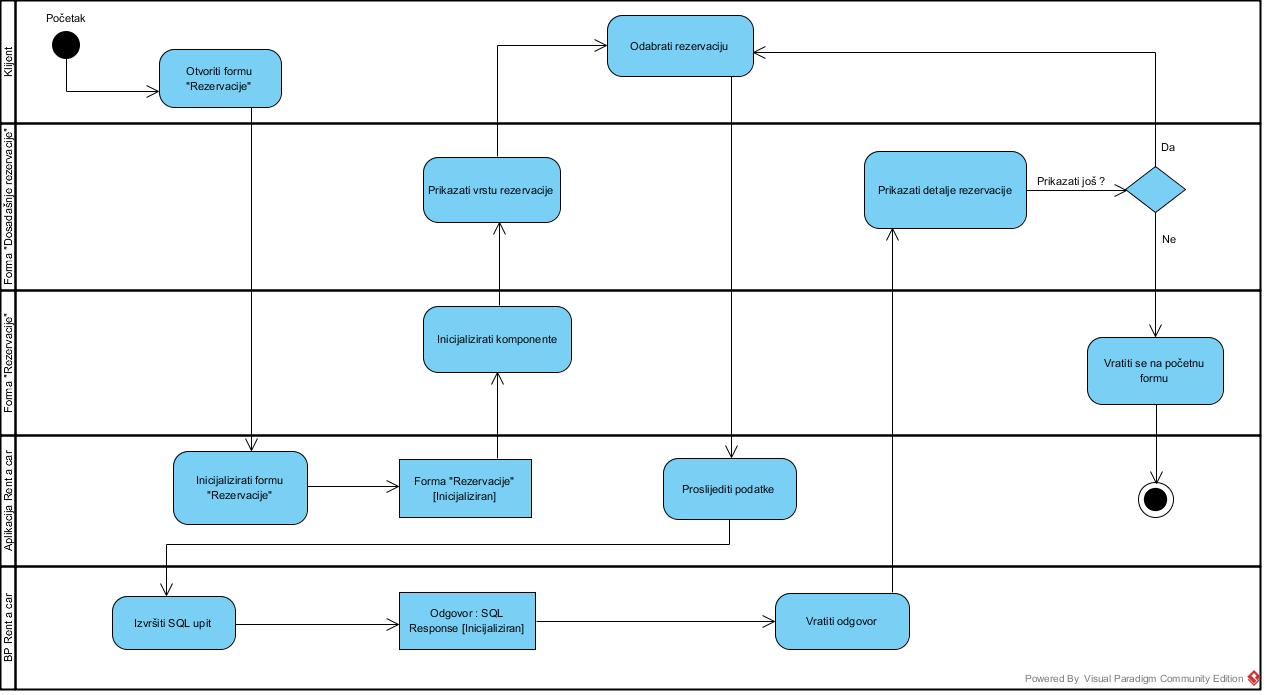 Početak
Klijent
Otvoriti formu
"Rezervacije"
Odabrati rezervaciju
Forma "Dosadašnje rezervacije"
Prikazati vrstu rezervacije
Prikazati detalje rezervacije
Prikazati još ?
Da
Ne
Forma "Rezervacije"
Inicijalizirati komponente
Vratiti se na početnu
formu
Aplikacija Rent a car
Inicijalizirati formu
"Rezervacije"
Forma "Rezervacije"
[Inicijaliziran]
Proslijediti podatke
BP Rent a car
Izvršiti SQL upit
Odgovor : SQL
Response [Inicijaliziran]
Vratiti odgovor
Powered By Visual Paradigm Community Edition